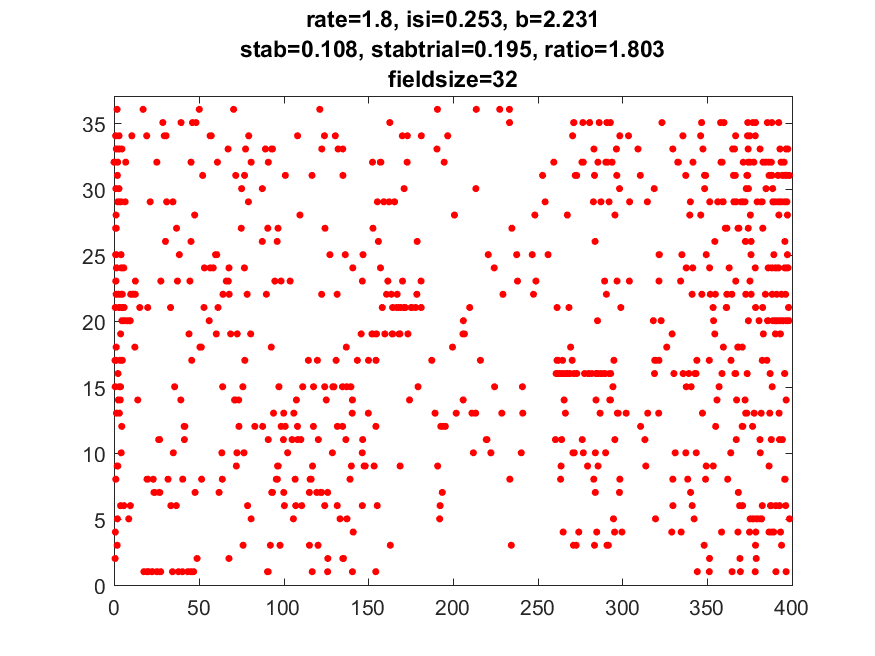 rate=1.8, isi=0.253, b=2.231
stab=0.108, stabtrial=0.195, ratio=1.803
fieldsize=32
35
30
25
20
15
10
5
0
0 50 100 150 200 250 300 350 400